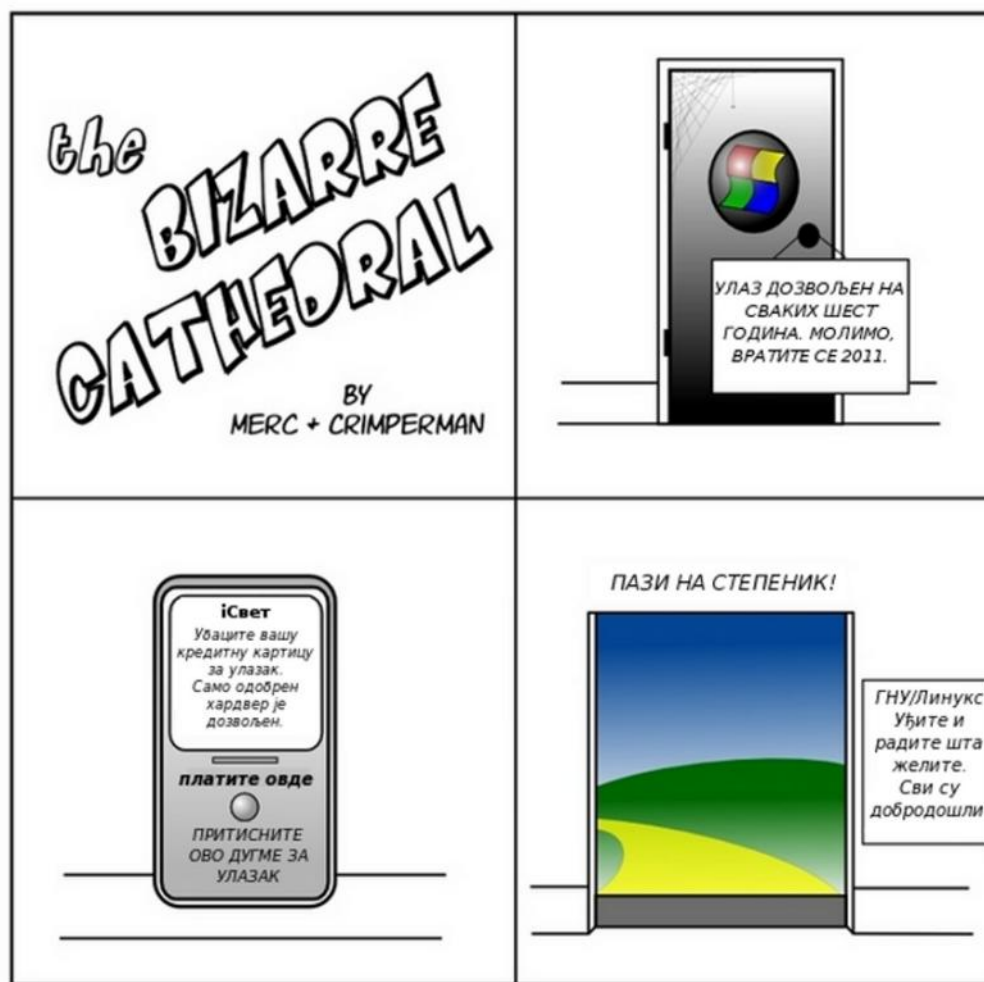 the
BIZARRE
CATHEDRAL
BY
MERC + CRIMPERMAN
УЛАЗ ДОЗВОЉЕН НА
СВАКИХ ШЕСТ
ГОДИНА. МОЛИМО,
ВРАТИТЕ СЕ 2011.
iСвет
Убаците вашу
кредитну картицу
за улазак.
Само одобрен
хардвер је
дозвољен.
платите овде
ПРИТИСНИТЕ
ОВО ДУГМЕ ЗА
УЛАЗАК
ПАЗИ НА СТЕПЕНИК!
ГНУ/Линукс
Уђите и
радите шта
желите.
Сви су
добродошли